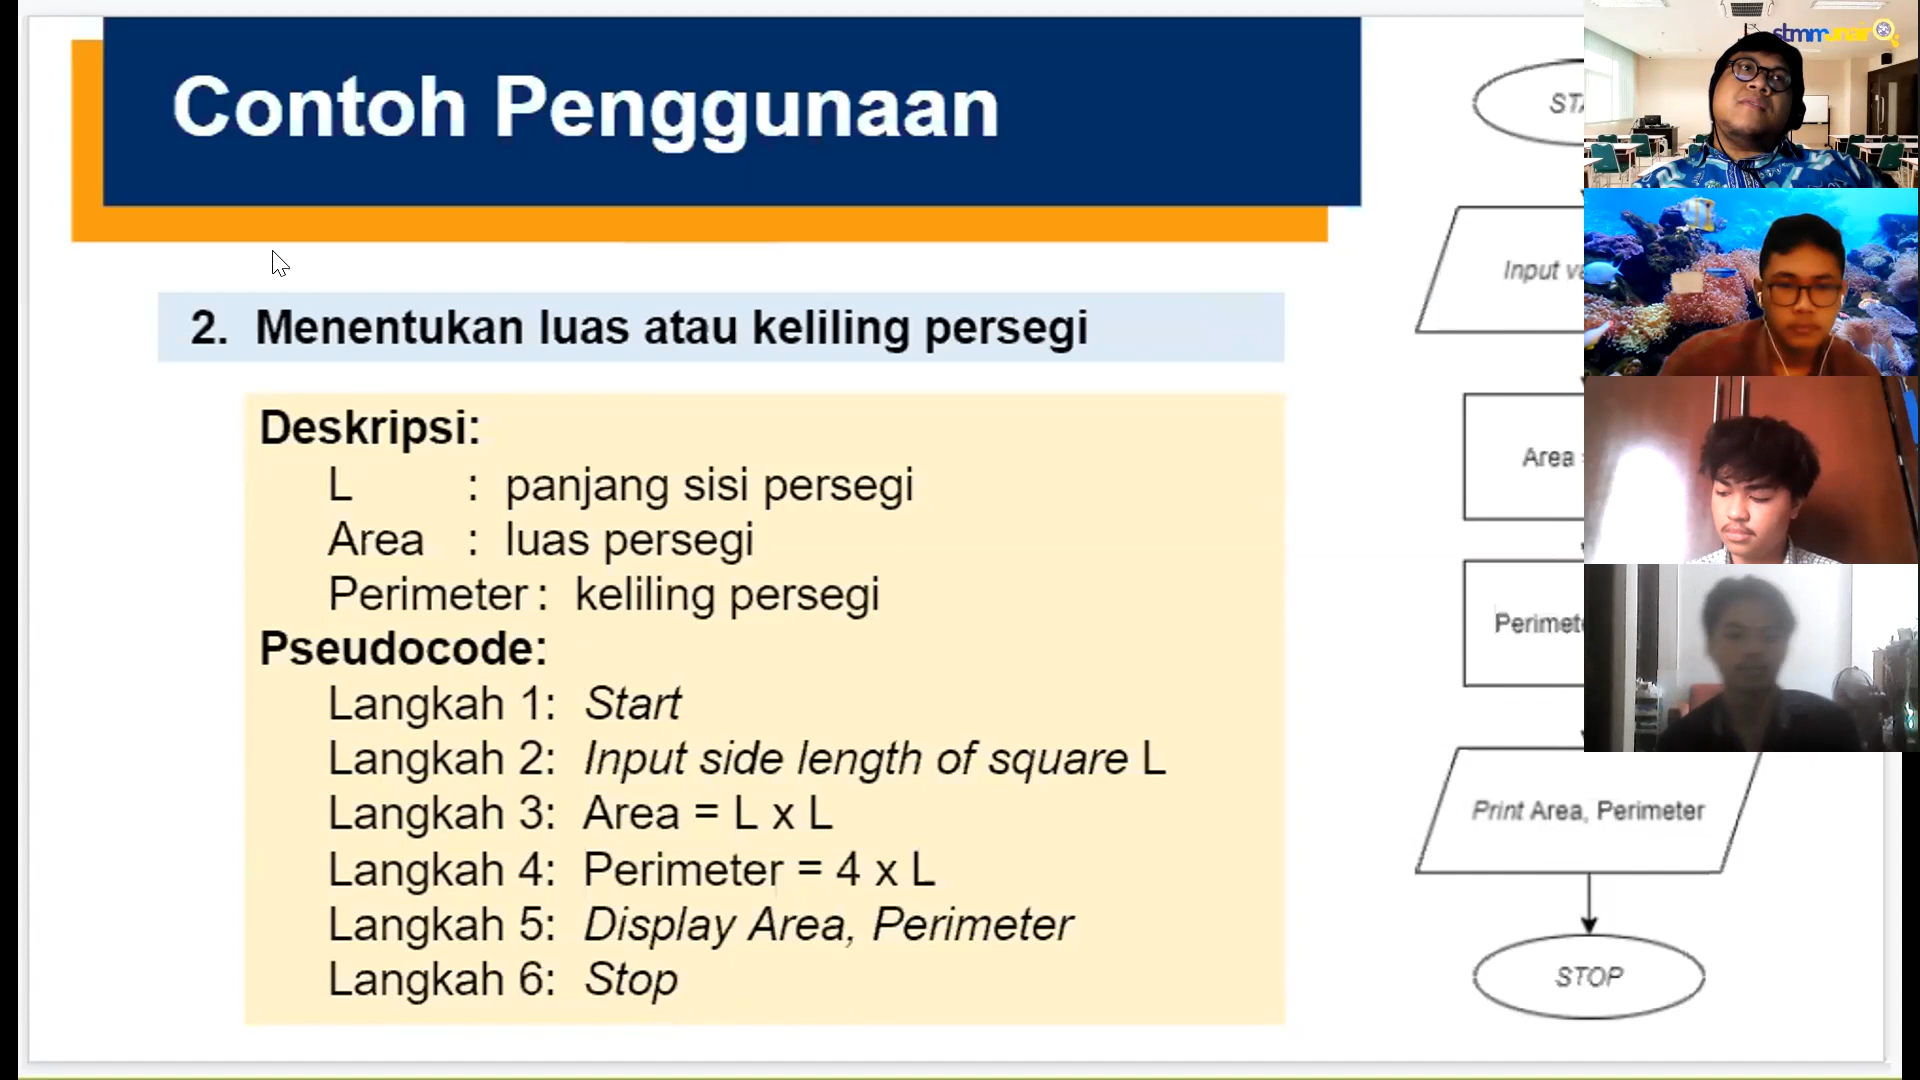 Contoh Penggunaan
2. Menentukan luas atau keliling persegi
Deskripsi:
L : panjang sisi persegi
Area : luas persegi
Perimeter : keliling persegi
Pseudocode:
Langkah 1: Start
Langkah 2: Input side length of square L
Langkah 3: Area = L x L
Langkah 4: Perimeter = 4 x L
Langkah 5: Display Area, Perimeter
Langkah 6: Stop
Input
Area
Print Area, Perimeter
STOP